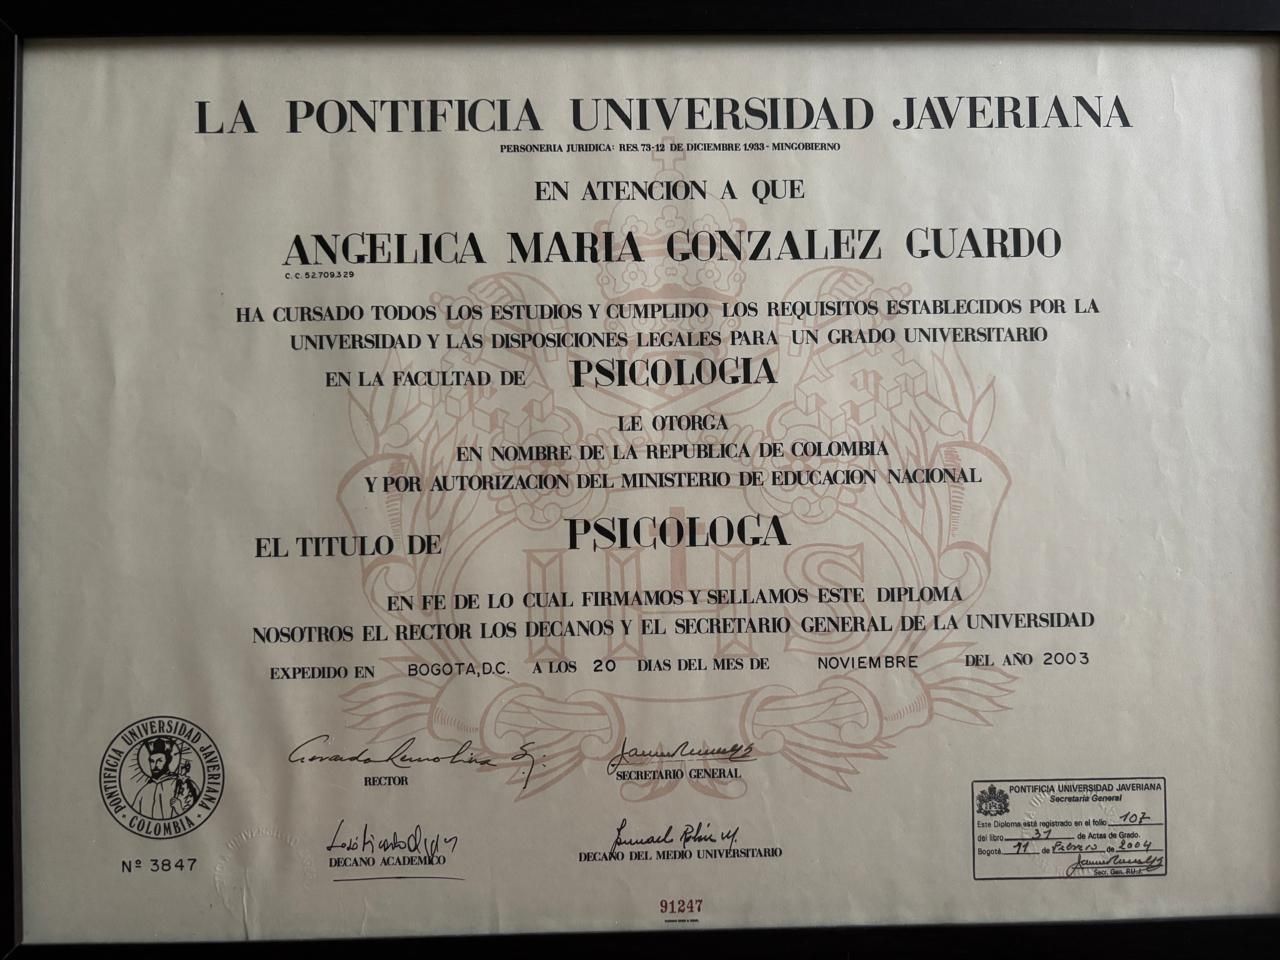 LA PONTIFICIA UNIVERSIDAD JAVERIANA
PERSONERIA JURIDICA: RES. 73-12 DE DICIEMBRE 1.933 - MINGOBIERNO
EN ATENCION A QUE
ANGELICA MARIA GONZALEZ GUARDO
C. C. 52.709.329
HA CURSADO TODOS LOS ESTUDIOS Y CUMPLIDO LOS REQUISITOS ESTABLECIDOS POR LA
UNIVERSIDAD Y LAS DISPOSICIONES LEGALES PARA UN GRADO UNIVERSITARIO
EN LA FACULTAD DE PSICOLOGIA
LE OTORGA
EN NOMBRE DE LA REPUBLICA DE COLOMBIA
Y POR AUTORIZACION DEL MINISTERIO DE EDUCACION NACIONAL
EL TITULO DE PSICOLOGA
IHS
EN FE DE LO CUAL FIRMAMOS Y SELLAMOS ESTE DIPLOMA
NOSOTROS EL RECTOR LOS DECANOS Y EL SECRETARIO GENERAL DE LA UNIVERSIDAD
EXPEDIDO EN BOGOTA, D.C. A LOS 20 DIAS DEL MES DE NOVIEMBRE DEL AÑO 2003
PONTIFICIA UNIVERSIDAD JAVERIANA
• COLOMBIA •
Nº 3847
RECTOR
SECRETARIO GENERAL
DECANO ACADEMICO
DECANO DEL MEDIO UNIVERSITARIO
PONTIFICIA UNIVERSIDAD JAVERIANA
Secretaría General
Este Diploma está registrado en el folio 107
del libro 31 de Actas de Grado.
Bogotá, 11 de Febrero de 2004
Secr. Gen. P.U.J.
91247